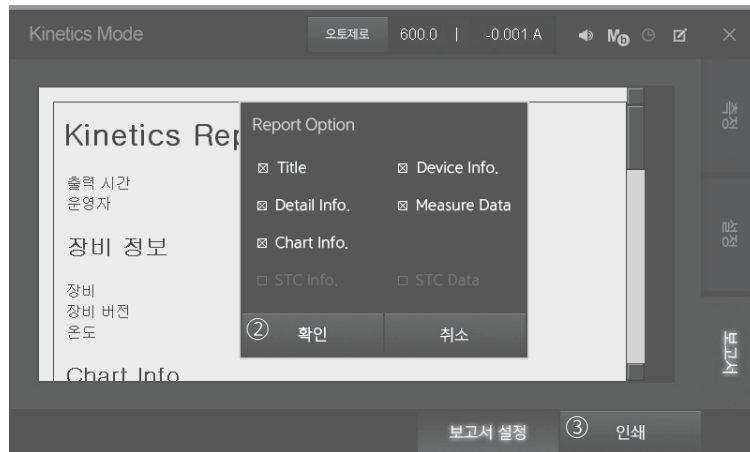 Kinetics Mode 오토제로 600.0 | -0.001 A Mb
Kinetics Rep
출력 시간
운영자
장비 정보
장비
장비 버전
온도
Chart Info
Report Option
Title Device Info.
Detail Info. Measure Data
Chart Info.
STC Info. STC Data
② 확인 취소
측정
설정
보고서
보고서 설정 ③ 인쇄